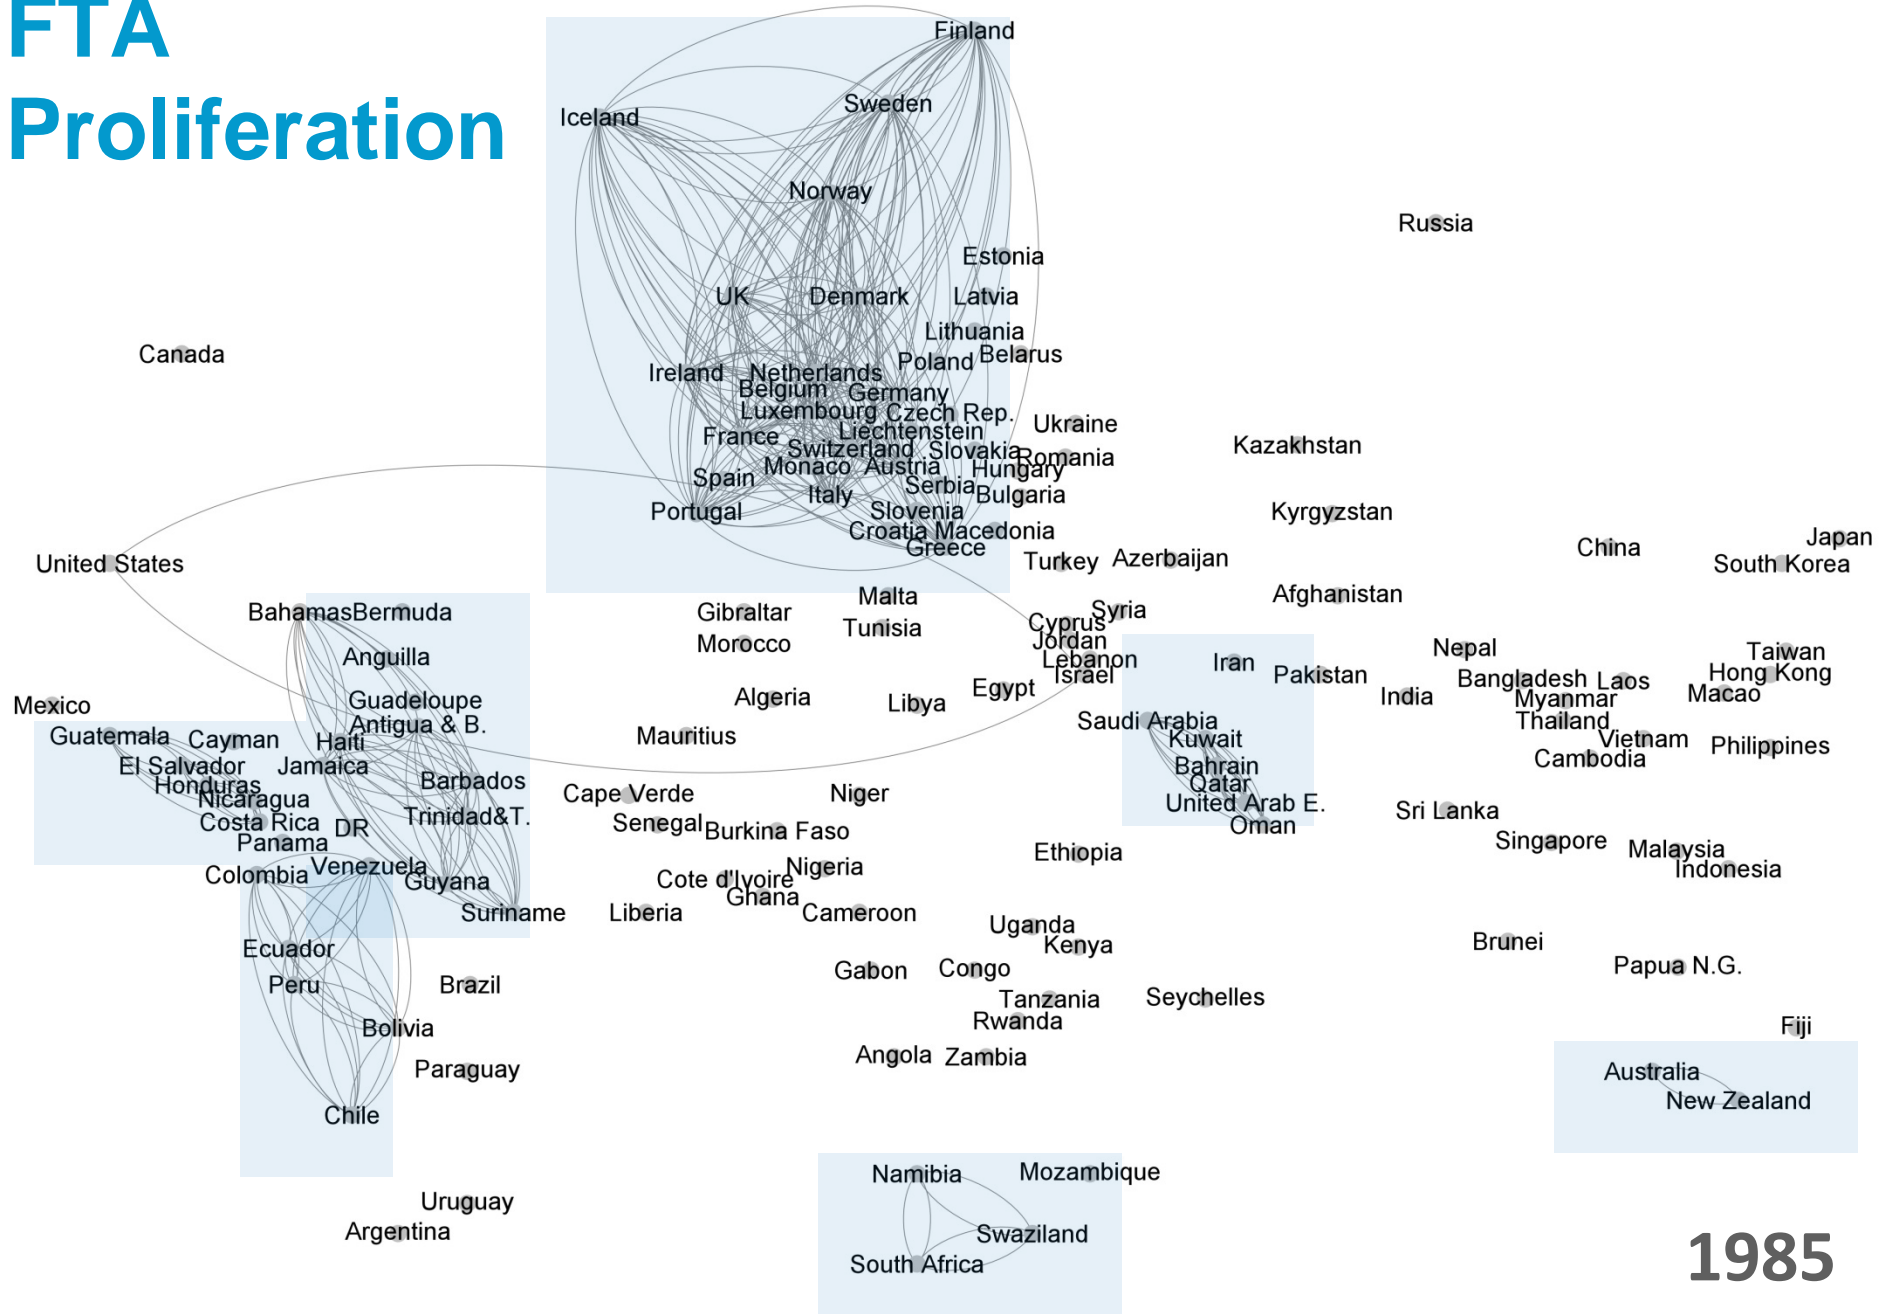 FTA
Proliferation
Finland
Sweden
Iceland
Norway
Russia
Estonia
UK
Denmark
Latvia
Lithuania
Canada
Poland
Belarus
Ireland
Netherlands
Belgium
Germany
Luxembourg
Czech Rep.
Ukraine
Liechtenstein
France
Kazakhstan
Switzerland
Slovakia
Romania
Monaco
Austria
Hungary
Spain
Serbia
Italy
Bulgaria
Portugal
Slovenia
Kyrgyzstan
Croatia
Macedonia
Japan
Greece
China
United States
Turkey
Azerbaijan
South Korea
Malta
Afghanistan
Bahamas
Bermuda
Gibraltar
Syria
Cyprus
Tunisia
Morocco
Jordan
Nepal
Taiwan
Anguilla
Lebanon
Iran
Israel
Pakistan
Hong Kong
Bangladesh
Laos
Egypt
Macao
Guadeloupe
Algeria
Libya
India
Myanmar
Mexico
Antigua & B.
Saudi Arabia
Thailand
Guatemala
Cayman
Haiti
Mauritius
Kuwait
Vietnam
Philippines
El Salvador
Jamaica
Bahrain
Cambodia
Honduras
Barbados
Qatar
Nicaragua
Cape Verde
Niger
United Arab E.
Sri Lanka
Costa Rica
DR
Trinidad&T.
Senegal
Burkina Faso
Oman
Panama
Singapore
Malaysia
Ethiopia
Venezuela
Nigeria
Indonesia
Colombia
Guyana
Cote d'Ivoire
Ghana
Suriname
Liberia
Cameroon
Uganda
Brunei
Ecuador
Kenya
Papua N.G.
Gabon
Congo
Peru
Brazil
Tanzania
Seychelles
Rwanda
Bolivia
Fiji
Angola
Zambia
Paraguay
Australia
New Zealand
Chile
Namibia
Mozambique
Uruguay
Argentina
Swaziland
South Africa
1985